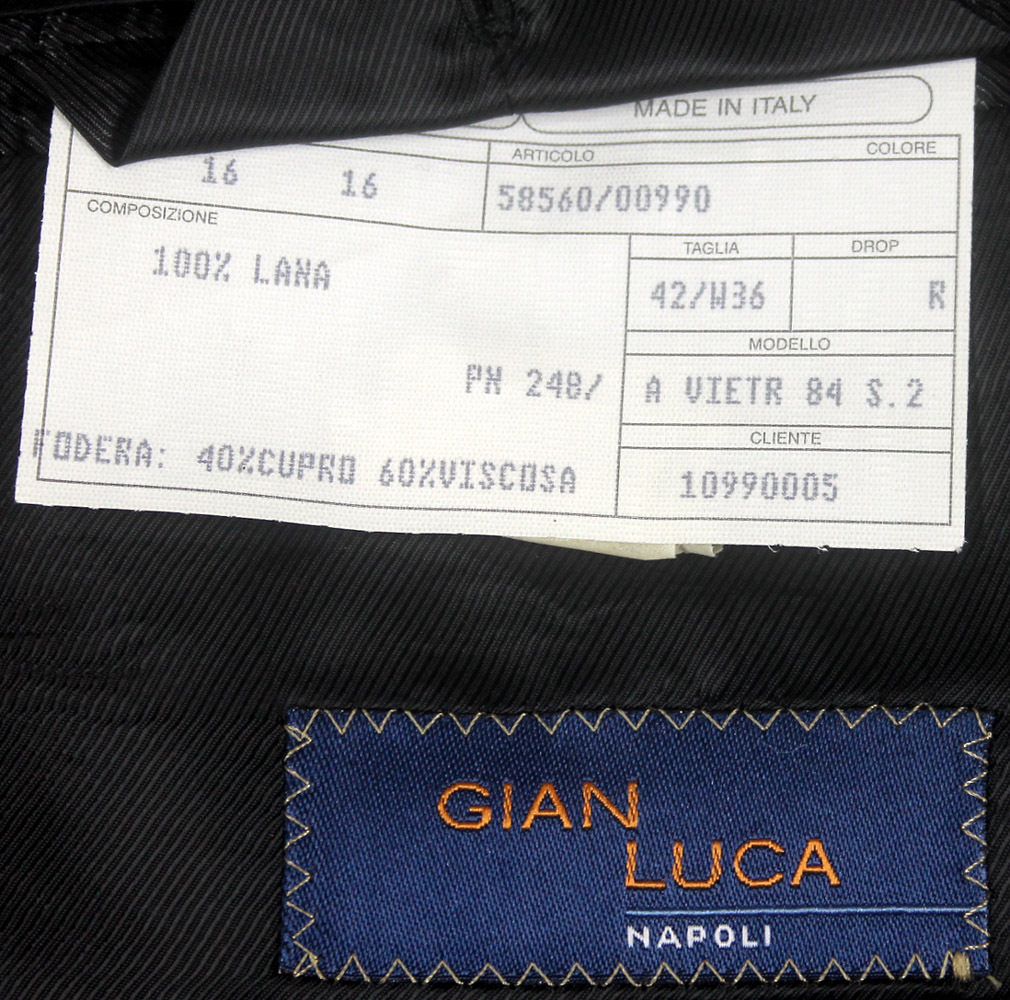 MADE IN ITALY
ARTICOLO COLORE
16 16
58560/00990
COMPOSIZIONE
TAGLIA DROP
100% LANA
42/W36 R
MODELLO
PN 248/
A VIETR 84 S.2
CLIENTE
FODERA: 40%CUPRO 60%VISCOSA
10990005
GIAN
LUCA
NAPOLI